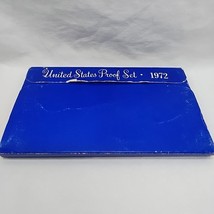 United States Proof Set - 1972